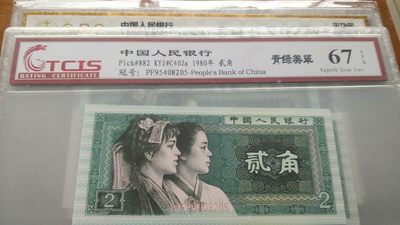 中国人民银行
TCIS
RATING CERTIFICATE
中国人民银行
Pick#882 KYJ#C402a 1980年 贰角
冠号: PF95408205-People's Bank of China
青绿美翠
67 EPQ
Superb Gem Unc
中国人民银行
贰角
PF95408205
2
2